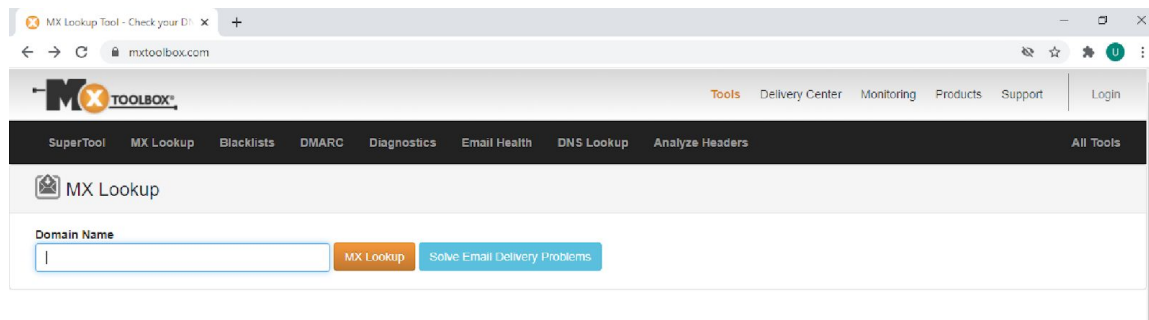 MX Lookup Tool - Check your DN
mxtoolbox.com
U
MX TOOLBOX®
Tools Delivery Center Monitoring Products Support Login
SuperTool MX Lookup Blacklists DMARC Diagnostics Email Health DNS Lookup Analyze Headers All Tools
MX Lookup
Domain Name
MX Lookup Solve Email Delivery Problems